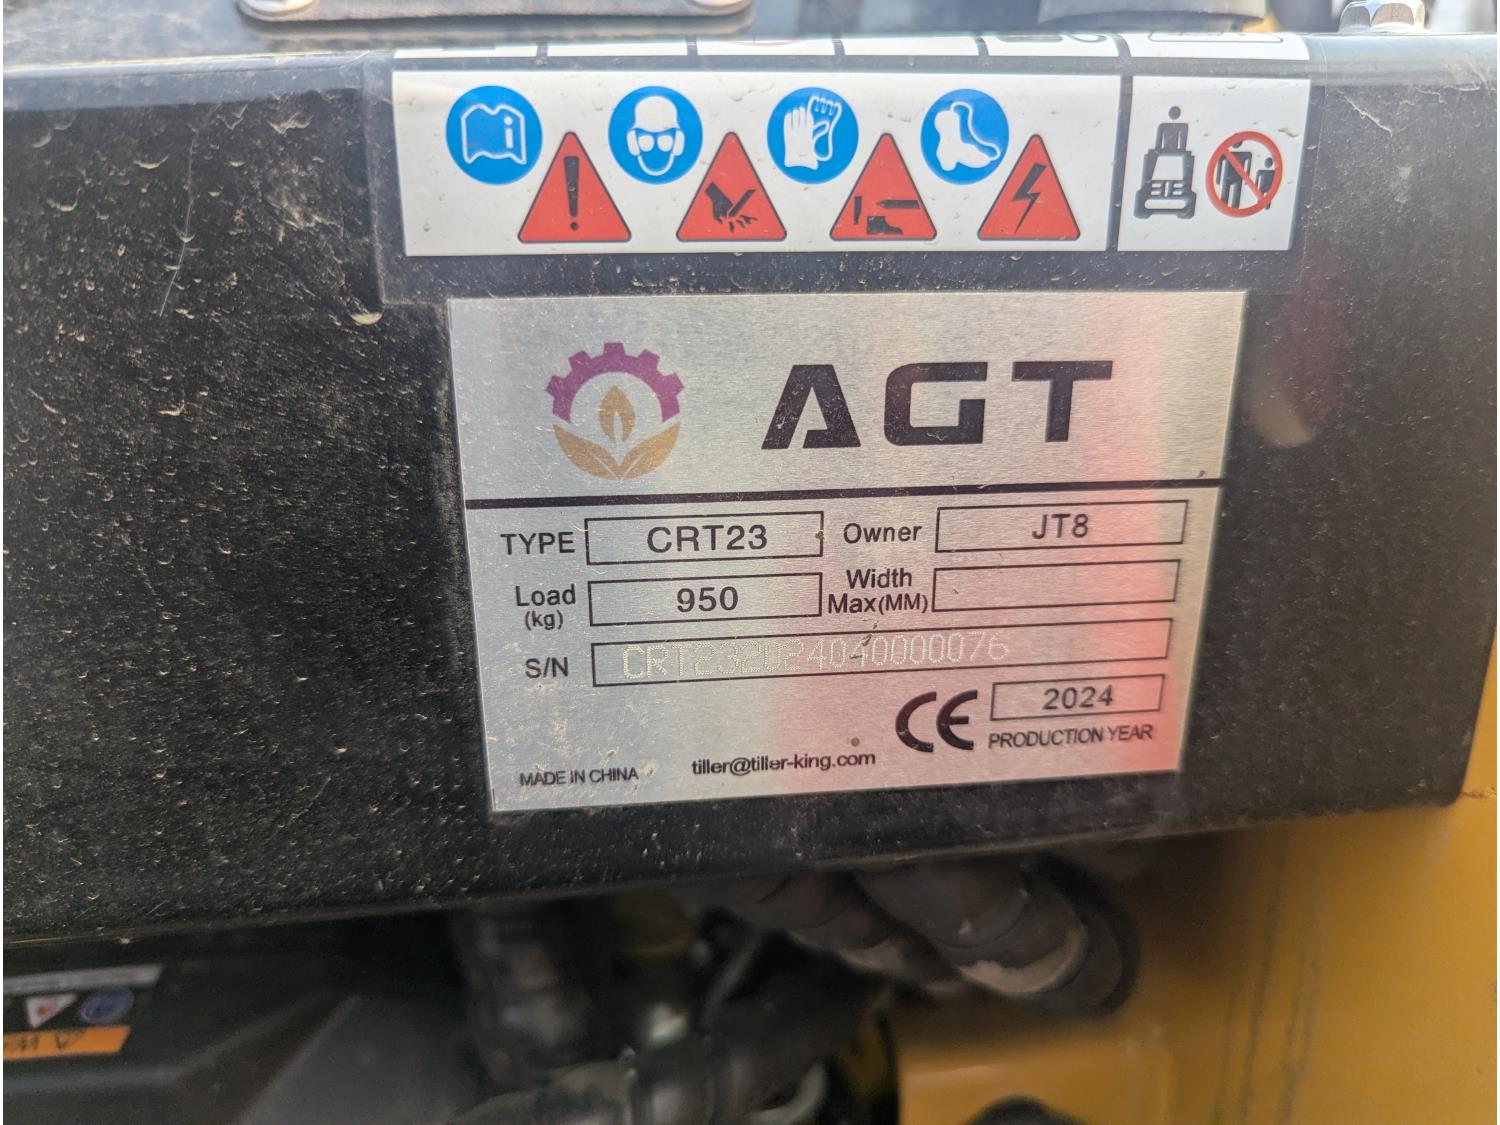 AGT
TYPE CRT23 Owner JT8
Load (kg) 950 Width Max(MM)
S/N CRT232024040000076
CE 2024
PRODUCTION YEAR
MADE IN CHINA tiller@tiller-king.com